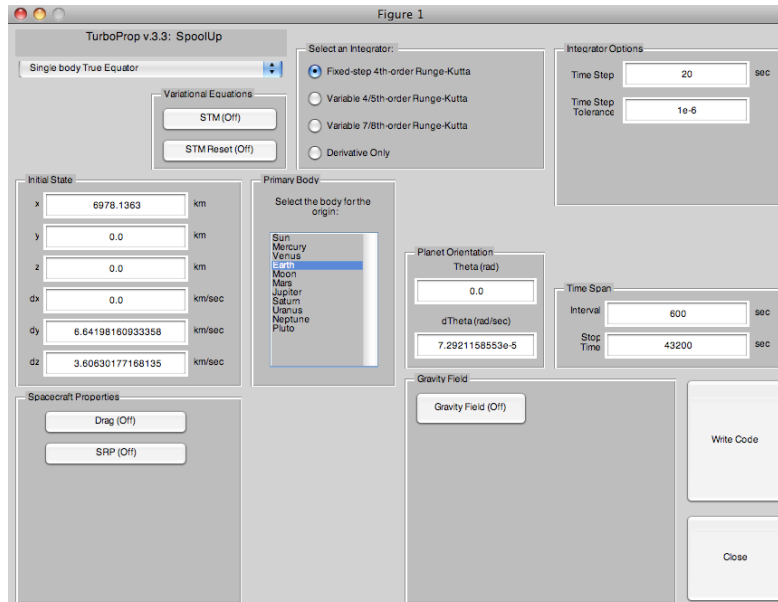 Figure 1
TurboProp v.3.3: SpoolUp
Single body True Equator
Variational Equations
STM (Off)
STM Reset (Off)
Select an Integrator:
Fixed-step 4th-order Runge-Kutta
Variable 4/5th-order Runge-Kutta
Variable 7/8th-order Runge-Kutta
Derivative Only
Integrator Options
Time Step 20 sec
Time Step
Tolerance 1e-6
Initial State
x 6978.1363 km
y 0.0 km
z 0.0 km
dx 0.0 km/sec
dy 6.64198160933358 km/sec
dz 3.60630177168135 km/sec
Primary Body
Select the body for the
origin:
Sun
Mercury
Venus
Earth
Moon
Mars
Jupiter
Saturn
Uranus
Neptune
Pluto
Planet Orientation
Theta (rad)
0.0
dTheta (rad/sec)
7.2921158553e-5
Time Span
Interval 600 sec
Stop
Time 43200 sec
Spacecraft Properties
Drag (Off)
SRP (Off)
Gravity Field
Gravity Field (Off)
Write Code
Close